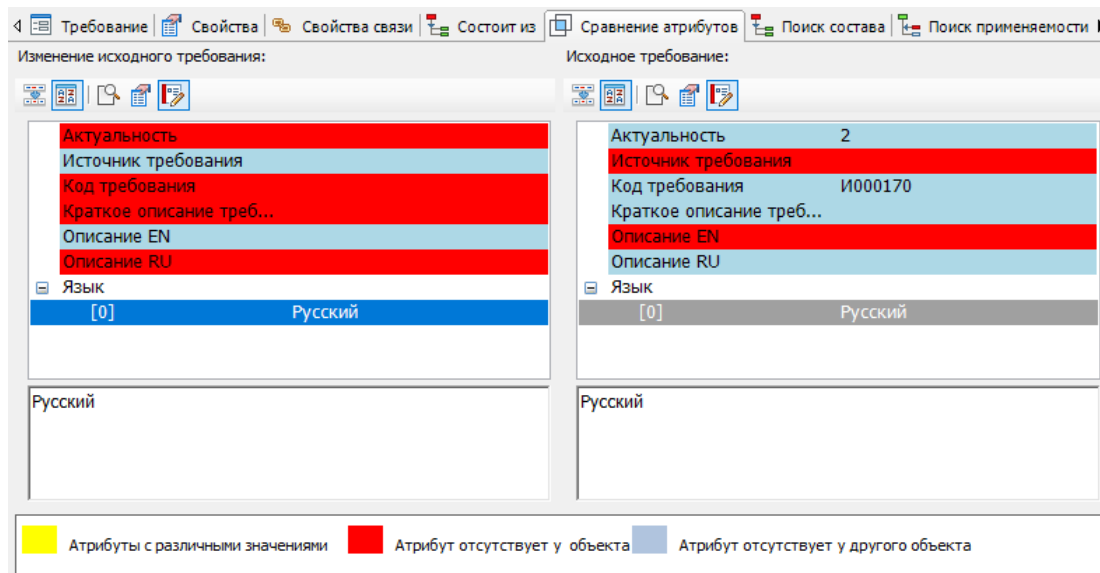 Требование Свойства Свойства связи Состоит из Сравнение атрибутов Поиск состава Поиск применяемости
Изменение исходного требования:
Актуальность
Источник требования
Код требования
Краткое описание треб...
Описание EN
Описание RU
Язык
[0] Русский
Русский
Исходное требование:
Актуальность 2
Источник требования
Код требования И000170
Краткое описание треб...
Описание EN
Описание RU
Язык
[0] Русский
Русский
Атрибуты с различными значениями Атрибут отсутствует у объекта Атрибут отсутствует у другого объекта